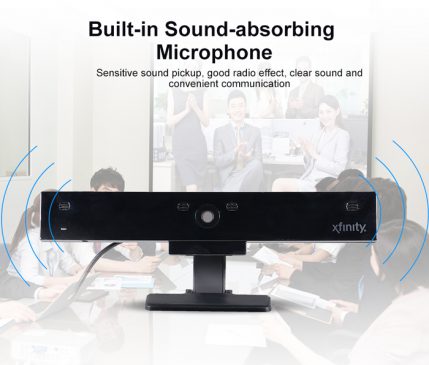 Built-in Sound-absorbing
Microphone
Sensitive sound pickup, good radio effect, clear sound and
convenient communication
xfinity